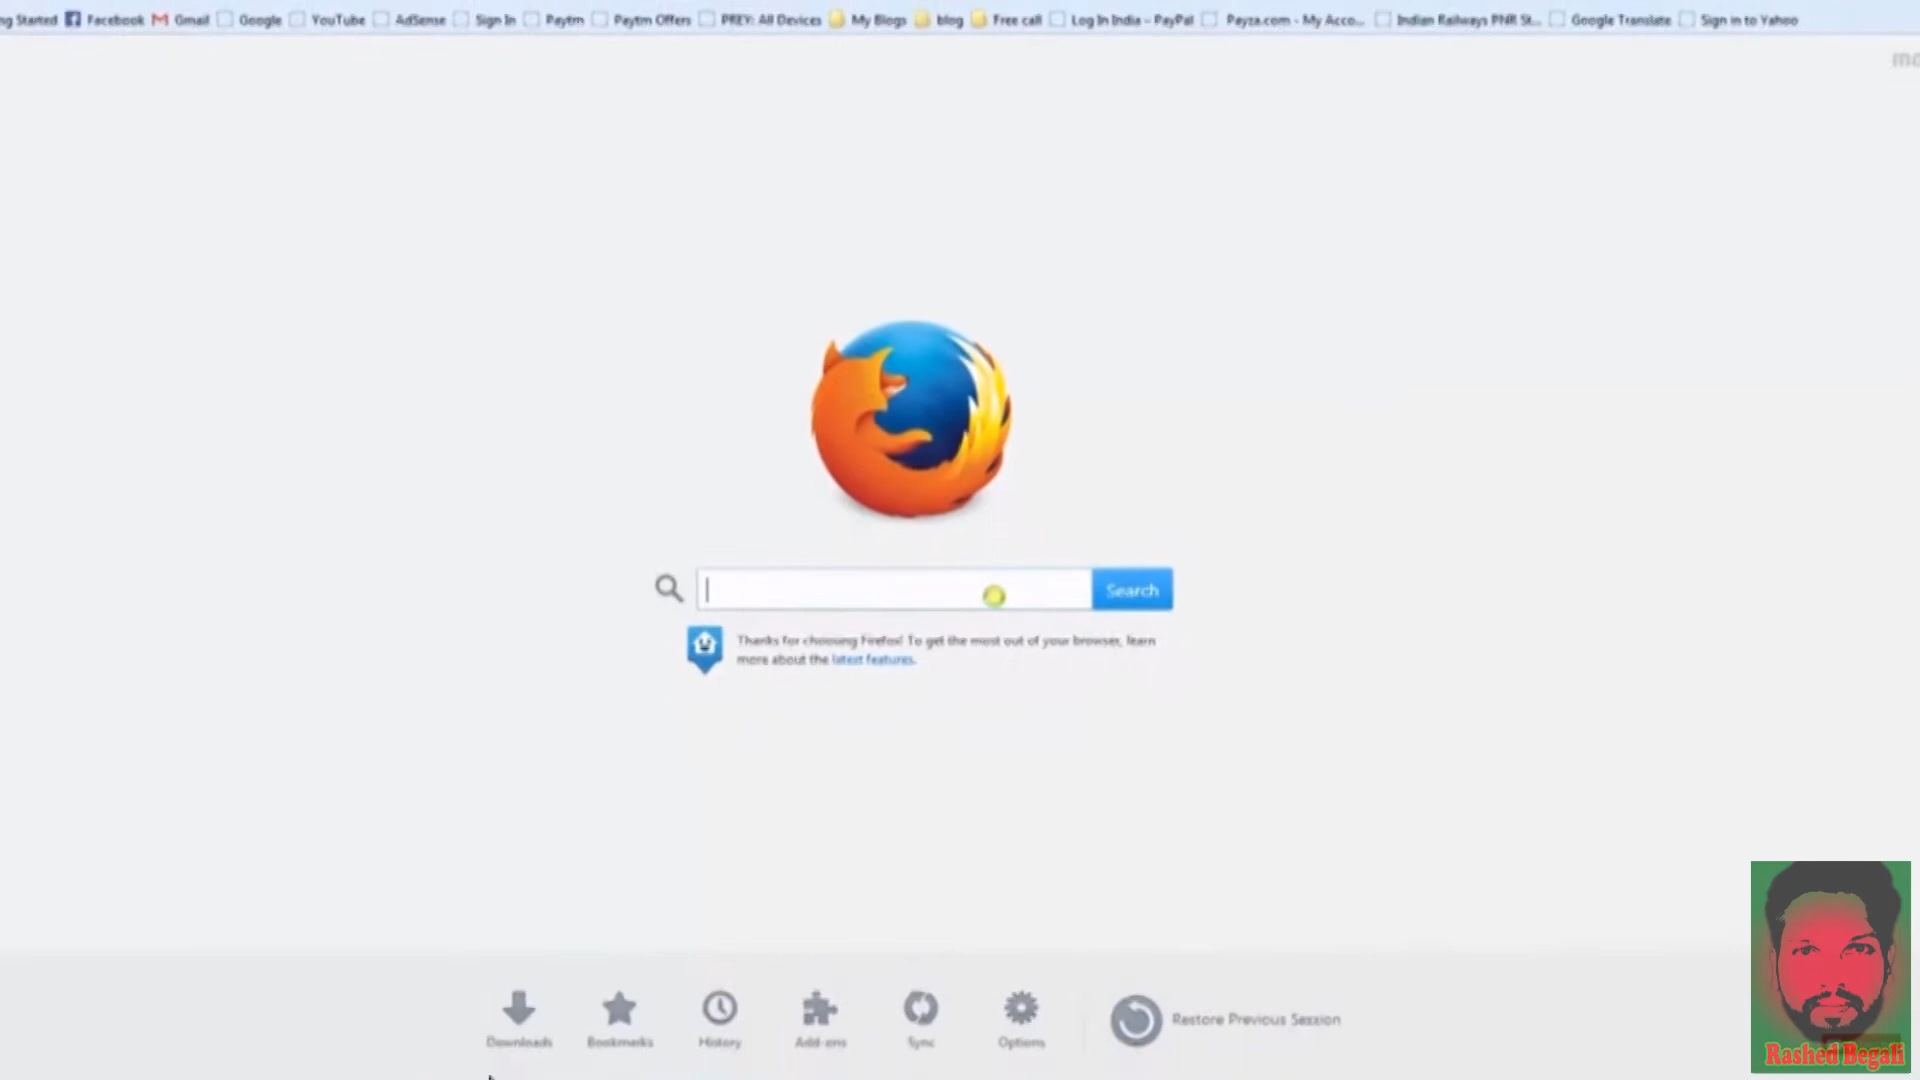 ng Started Facebook Gmail Google YouTube AdSense Sign In Paytm Paytm Offers PREY: All Devices My Blogs blog Free call Log In India - PayPal Payza.com - My Acco... Indian Railways PNR St... Google Translate Sign in to Yahoo
mo
Search
Thanks for choosing Firefox! To get the most out of your browser, learn
more about the latest features.
Downloads Bookmarks History Add-ons Sync Options Restore Previous Session
Rashed Begali